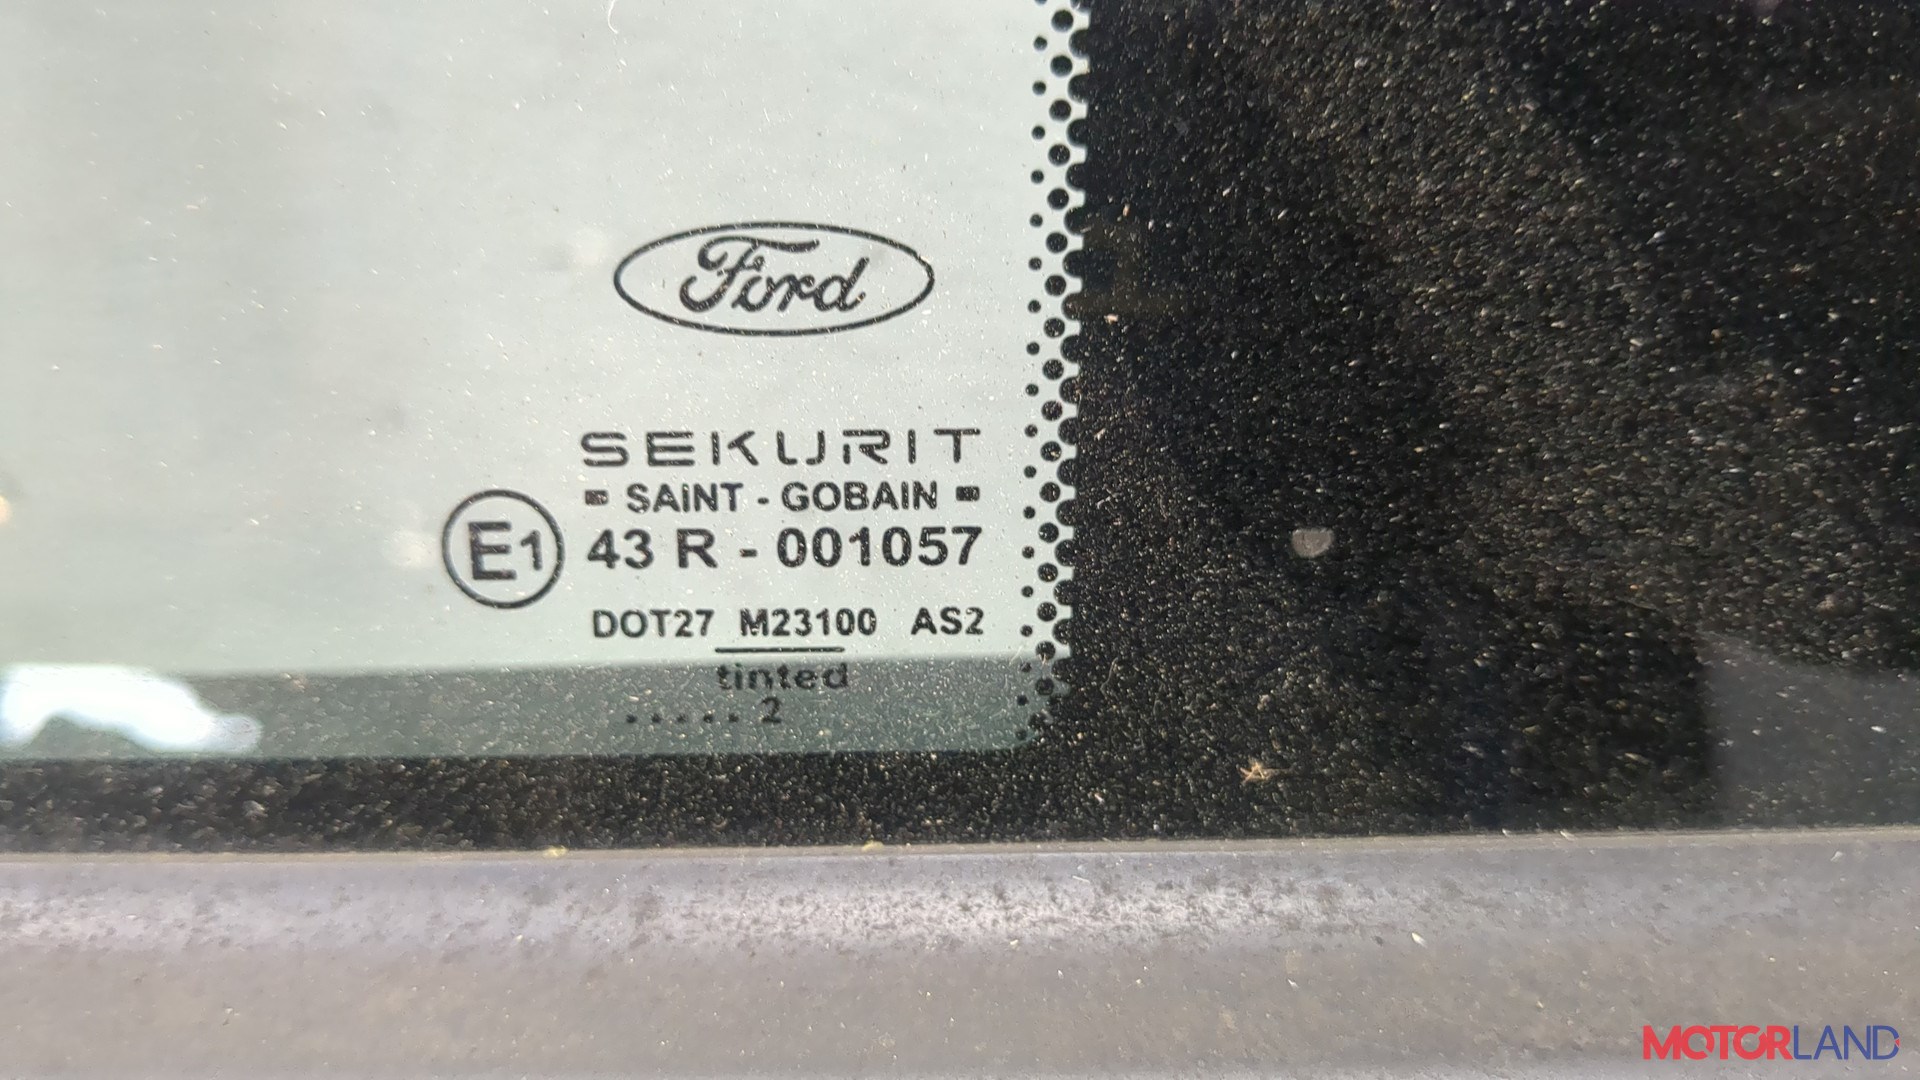 Ford
SEKURIT
SAINT - GOBAIN
E1 43 R - 001057
DOT27 M23100 AS2
tinted
..... 2
MOTORLAND